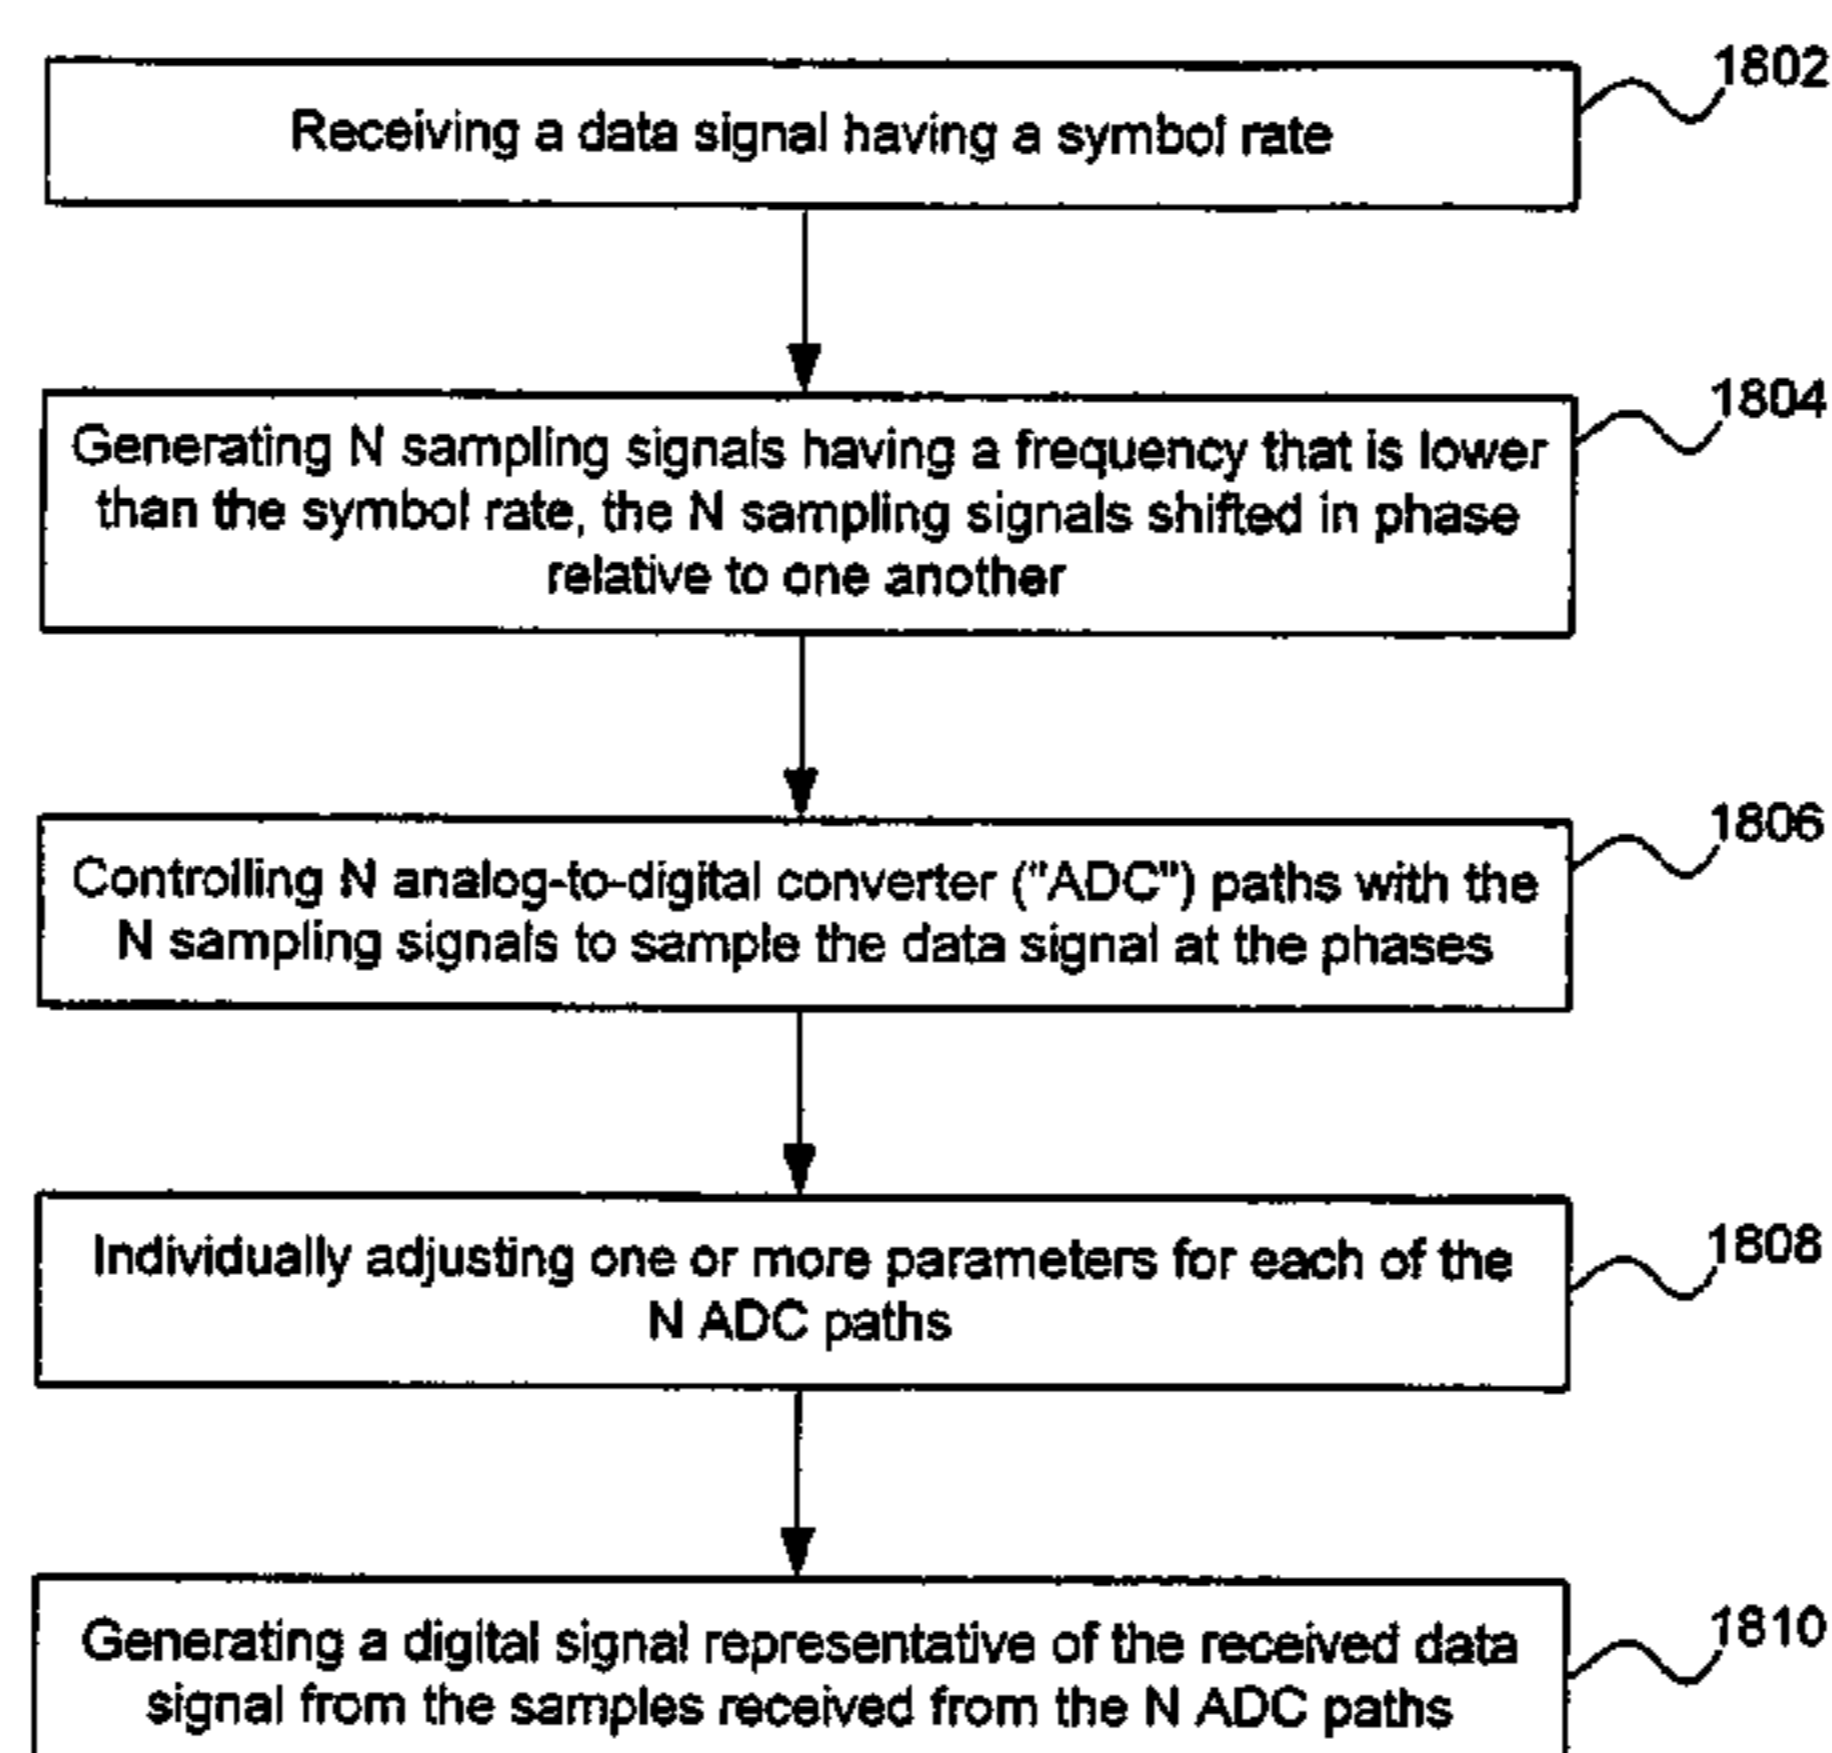 1802
Receiving a data signal having a symbol rate
1804
Generating N sampling signals having a frequency that is lower
than the symbol rate, the N sampling signals shifted in phase
relative to one another
1806
Controlling N analog-to-digital converter ("ADC") paths with the
N sampling signals to sample the data signal at the phases
1808
Individually adjusting one or more parameters for each of the
N ADC paths
1810
Generating a digital signal representative of the received data
signal from the samples received from the N ADC paths